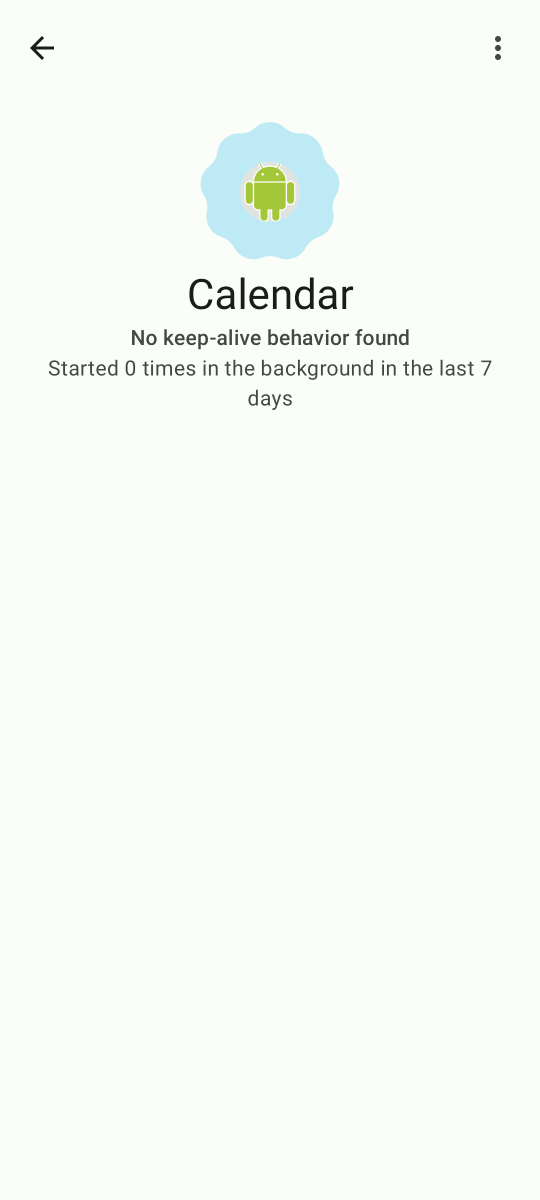 Calendar
No keep-alive behavior found
Started 0 times in the background in the last 7
days